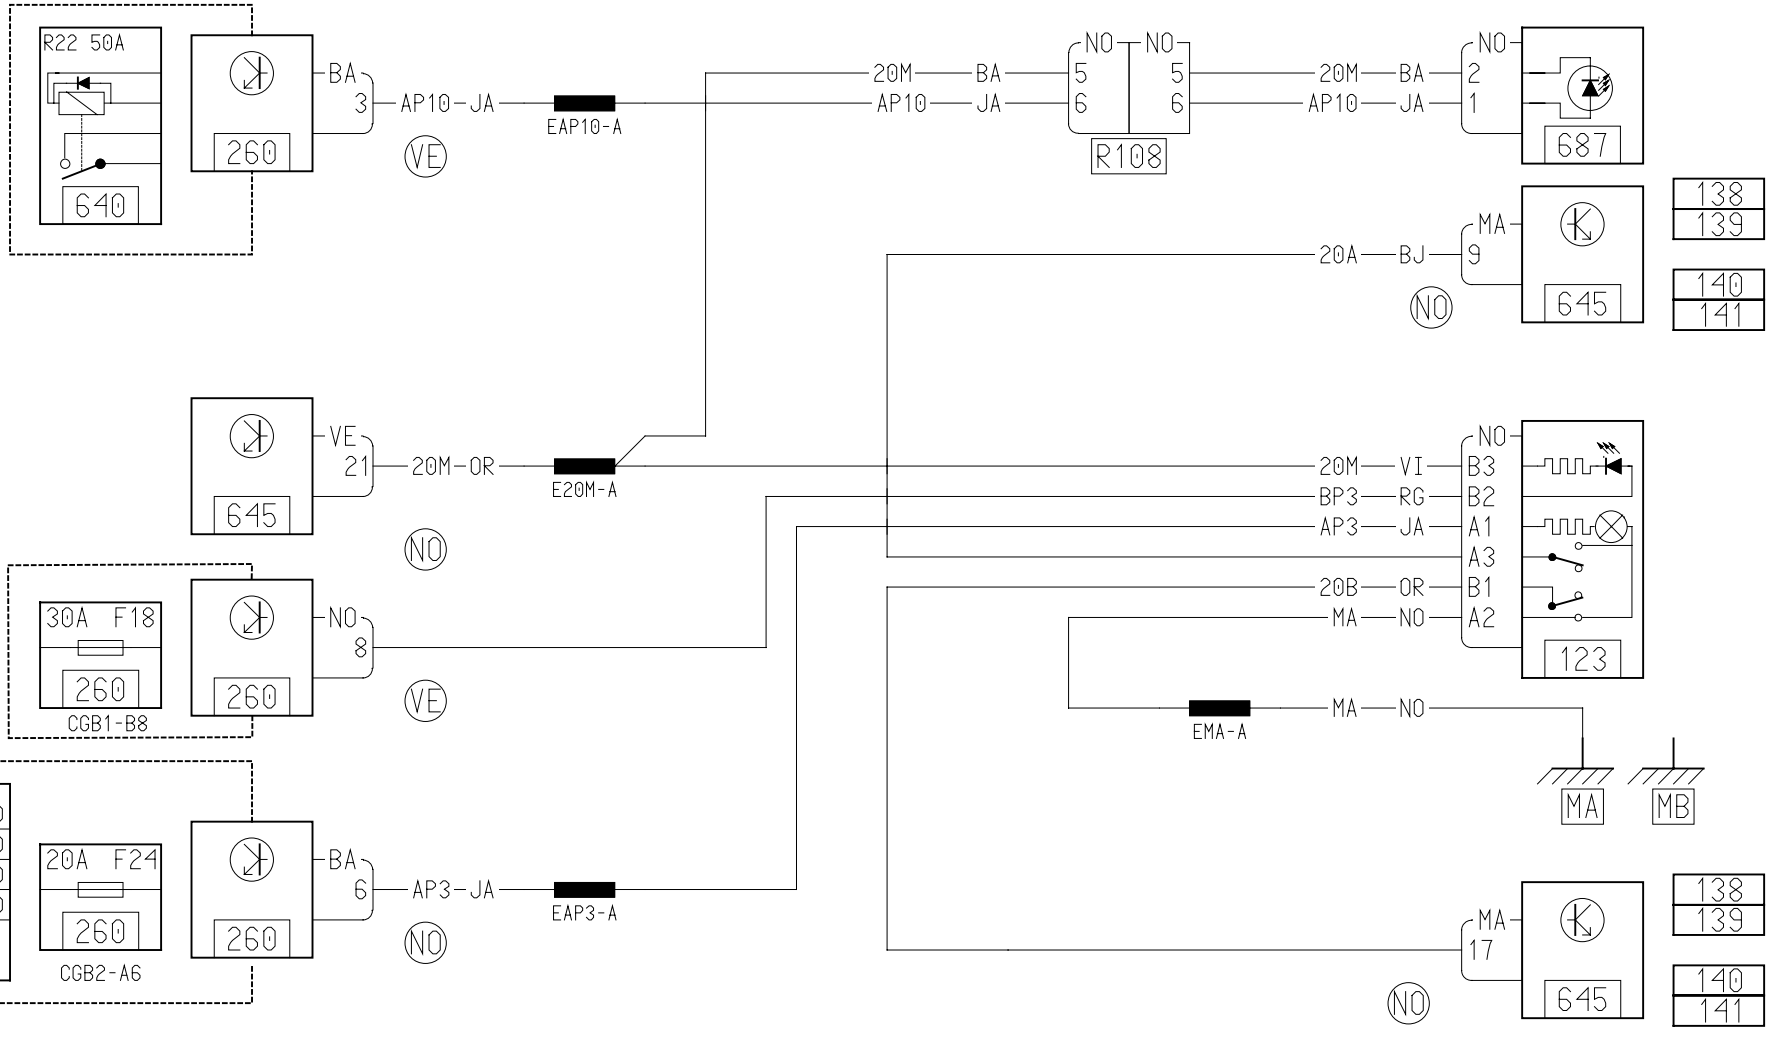 R22 50A
640
BA
3
260
AP10 JA
VE
EAP10-A
20M BA
AP10 JA
NO NO
5 5
6 6
R108
20M BA
AP10 JA
NO
2
1
687
138
139
140
141
20A BJ
MA
9
645
NO
VE
21
645
20M OR
NO
E20M-A
20M VI
BP3 RG
AP3 JA
20B OR
MA NO
NO
B3
B2
A1
A3
B1
A2
123
30A F18
260
CGB1-B8
NO
8
260
VE
EMA-A
MA NO
MA
MB
20A F24
260
CGB2-A6
BA
6
260
AP3 JA
NO
EAP3-A
MA
17
645
NO
138
139
140
141